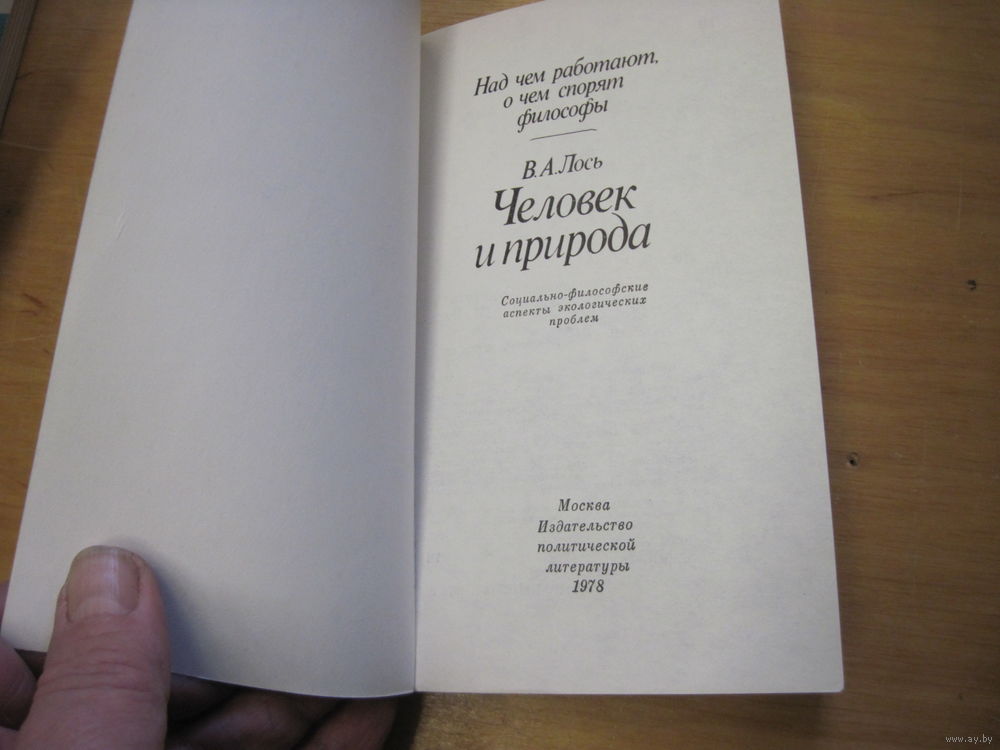 Над чем работают,
о чем спорят
философы
В. А. Лось
Человек
и природа
Социально-философские
аспекты экологических
проблем
Москва
Издательство
политической
литературы
1978
www.ay.by